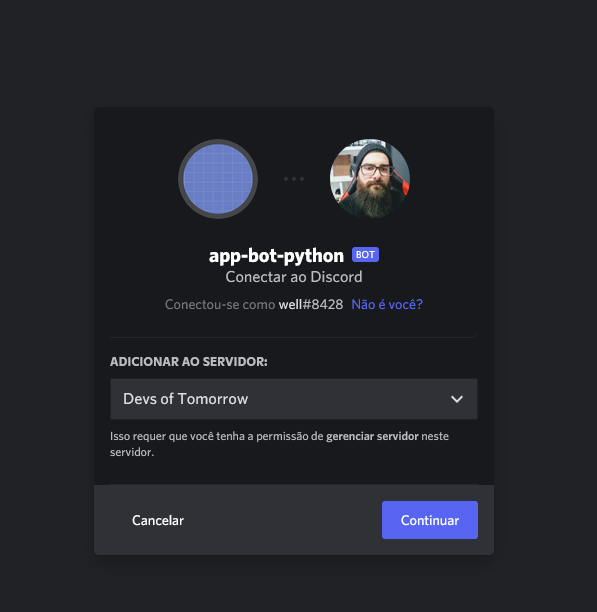 app-bot-python BOT
Conectar ao Discord
Conectou-se como well#8428 Não é você?
ADICIONAR AO SERVIDOR:
Devs of Tomorrow
Isso requer que você tenha a permissão de gerenciar servidor neste
servidor.
Cancelar Continuar